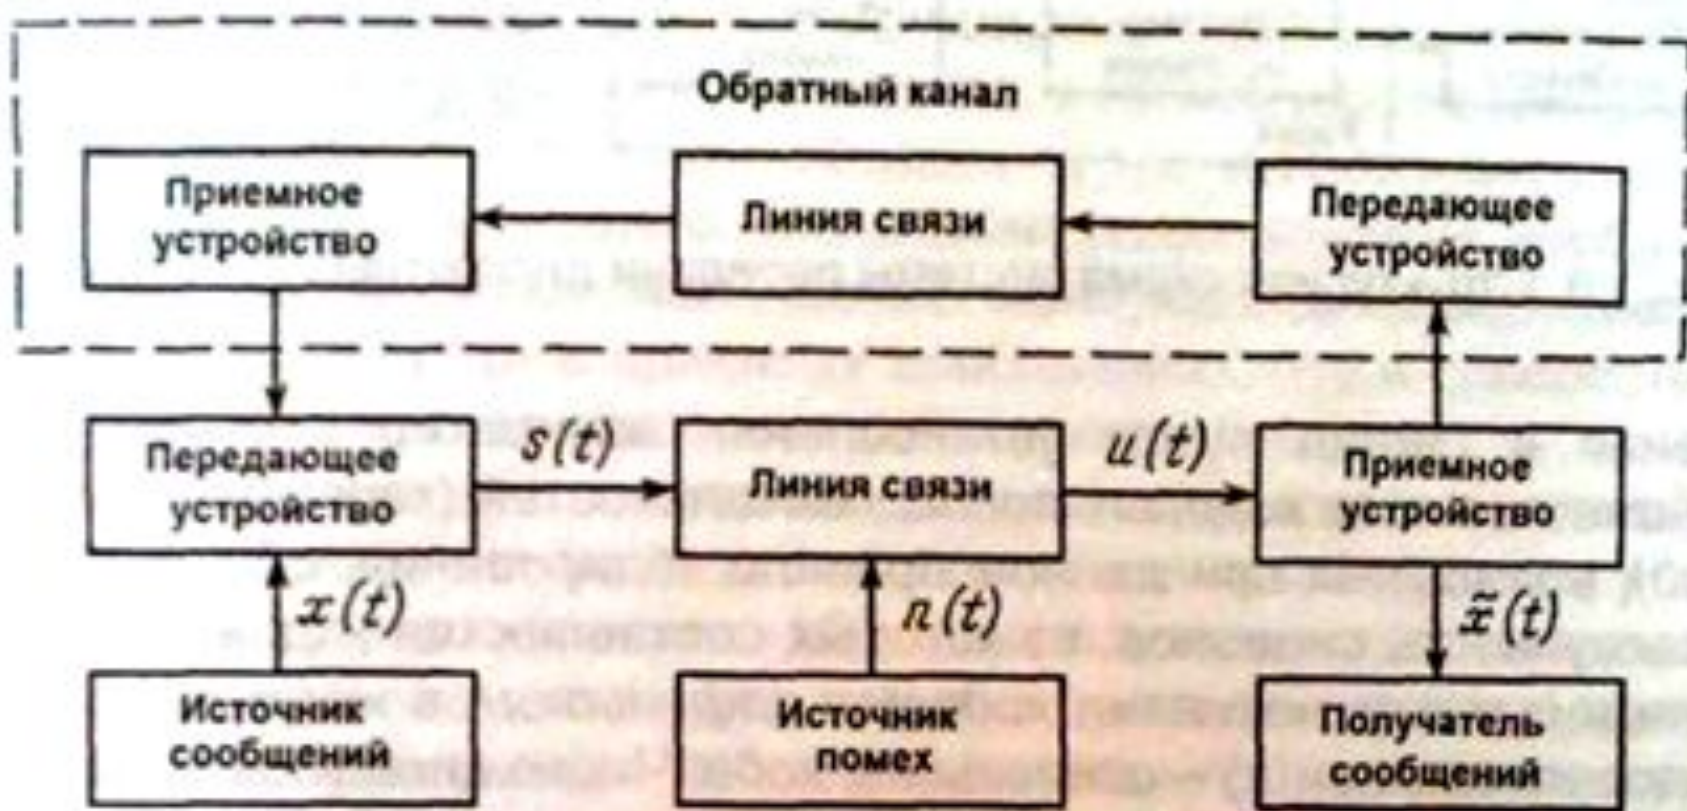 Обратный канал
Приемное
устройство
Линия связи
Передающее
устройство
Передающее
устройство
s(t)
Линия связи
u(t)
Приемное
устройство
x(t)
n(t)
x̃(t)
Источник
сообщений
Источник
помех
Получатель
сообщений